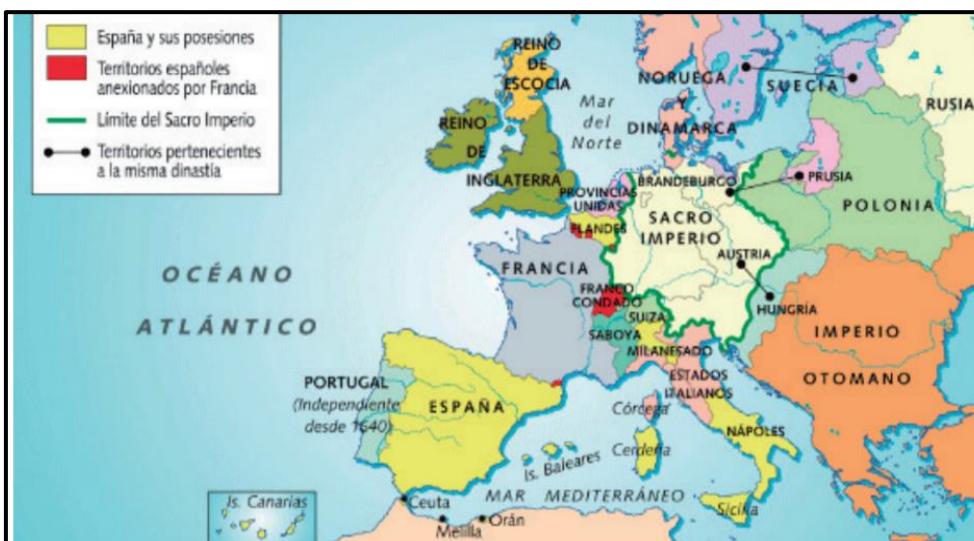 España y sus posesiones
Territorios españoles
anexionados por Francia
Límite del Sacro Imperio
Territorios pertenecientes
a la misma dinastía
REINO
DE
ESCOCIA
NORUEGA
Y
DINAMARCA
SUECIA
RUSIA
Mar
del
Norte
REINO
DE
INGLATERRA
PROVINCIAS
UNIDAS
BRANDEBURGO
PRUSIA
POLONIA
FLANDES
SACRO
IMPERIO
AUSTRIA
HUNGRÍA
OCÉANO
ATLÁNTICO
FRANCIA
FRANCO
CONDADO
SUIZA
SABOYA
MILANESADO
ESTADOS
ITALIANOS
IMPERIO
OTOMANO
PORTUGAL
(Independiente
desde 1640)
ESPAÑA
Córcega
Cerdeña
NÁPOLES
Is. Baleares
MAR MEDITERRÁNEO
Sicilia
Is. Canarias
Ceuta
Melilla
Orán